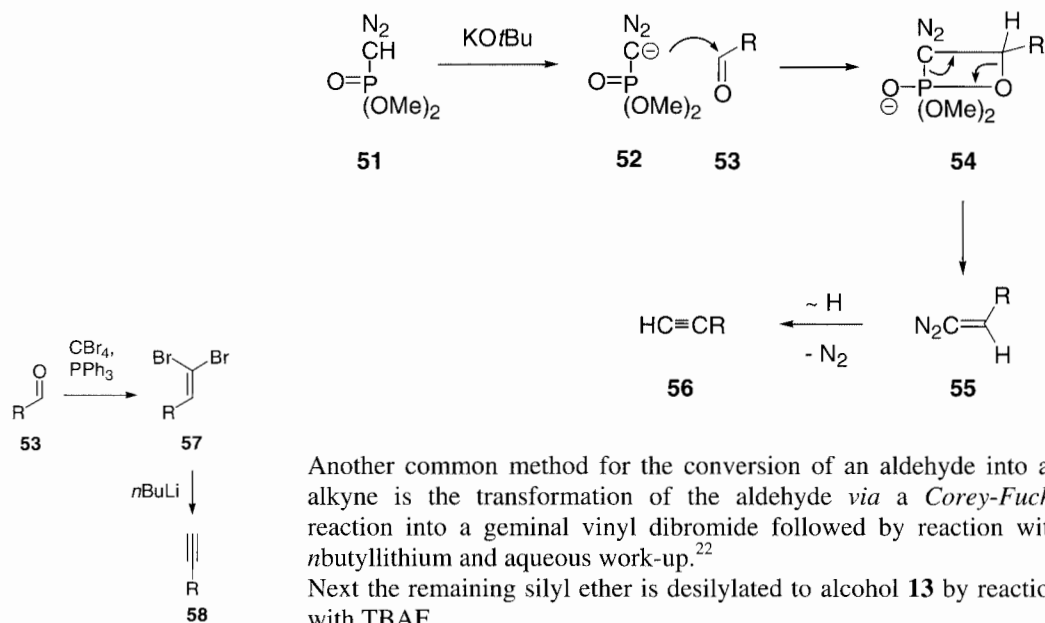 N2
CH
O=P
(OMe)2
51
KOtBu
N2
C⊖
O=P
(OMe)2
52
R
O
53
H
N2
C
R
O–P–O
⊖
(OMe)2
54
HC≡CR
56
~ H
- N2
R
N2C
H
55
O
R
53
CBr4,
PPh3
Br Br
R
57
nBuLi
R
58
Another common method for the conversion of an aldehyde into a
alkyne is the transformation of the aldehyde via a Corey-Fuch
reaction into a geminal vinyl dibromide followed by reaction wit
nbutyllithium and aqueous work-up.22
Next the remaining silyl ether is desilylated to alcohol 13 by reactio
with TBAF